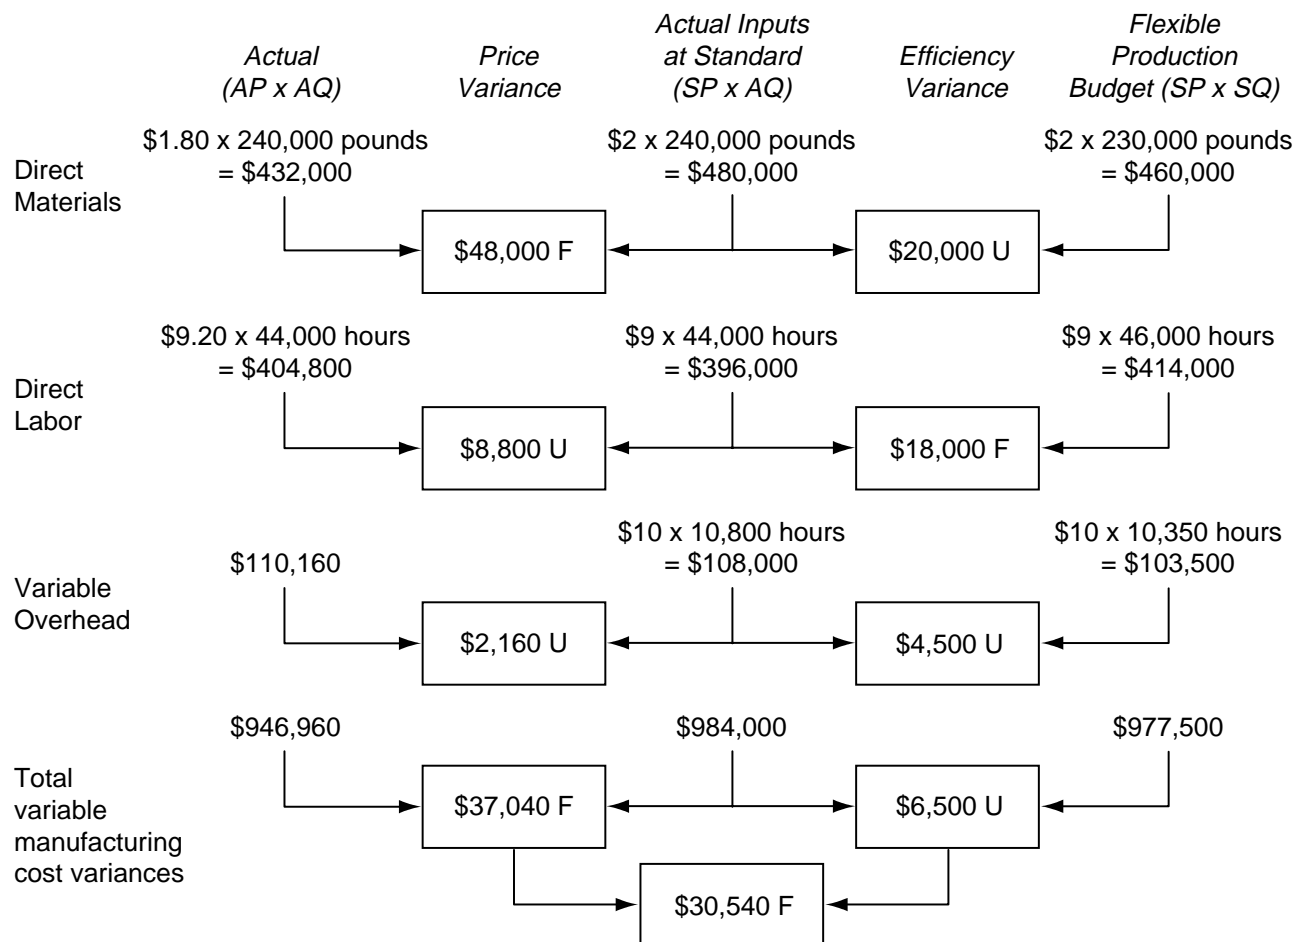 Actual
(AP x AQ)
Price
Variance
Actual Inputs
at Standard
(SP x AQ)
Efficiency
Variance
Flexible
Production
Budget (SP x SQ)
Direct
Materials
$1.80 x 240,000 pounds
= $432,000
$2 x 240,000 pounds
= $480,000
$2 x 230,000 pounds
= $460,000
$48,000 F
$20,000 U
Direct
Labor
$9.20 x 44,000 hours
= $404,800
$9 x 44,000 hours
= $396,000
$9 x 46,000 hours
= $414,000
$8,800 U
$18,000 F
Variable
Overhead
$110,160
$10 x 10,800 hours
= $108,000
$10 x 10,350 hours
= $103,500
$2,160 U
$4,500 U
Total
variable
manufacturing
cost variances
$946,960
$984,000
$977,500
$37,040 F
$6,500 U
$30,540 F